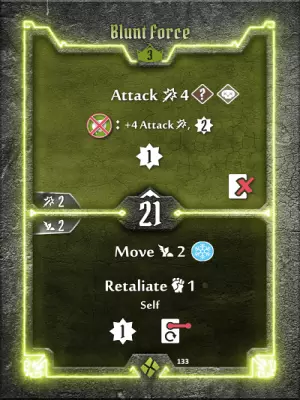 Blunt Force
3
Attack 4
: +4 Attack , 2
1
2
21
2
Move 2
Retaliate 1
Self
1
133